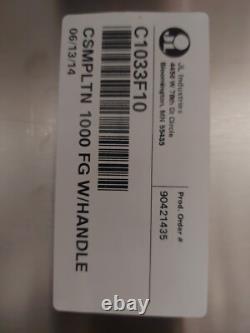 JL Industries
4450 W 78th St Circle
Bloomington, MN 55435
Prod. Order #
90421435
C1033F10
CSMPLTN 1000 FG W/HANDLE
06/13/14